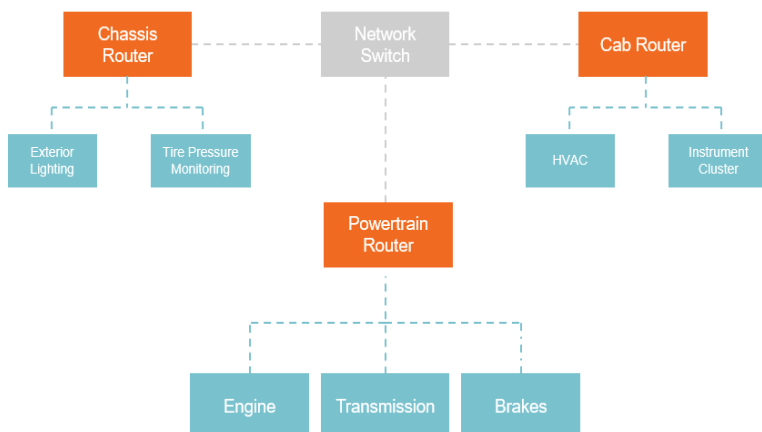 Chassis
Router
Network
Switch
Cab Router
Exterior
Lighting
Tire Pressure
Monitoring
HVAC
Instrument
Cluster
Powertrain
Router
Engine
Transmission
Brakes